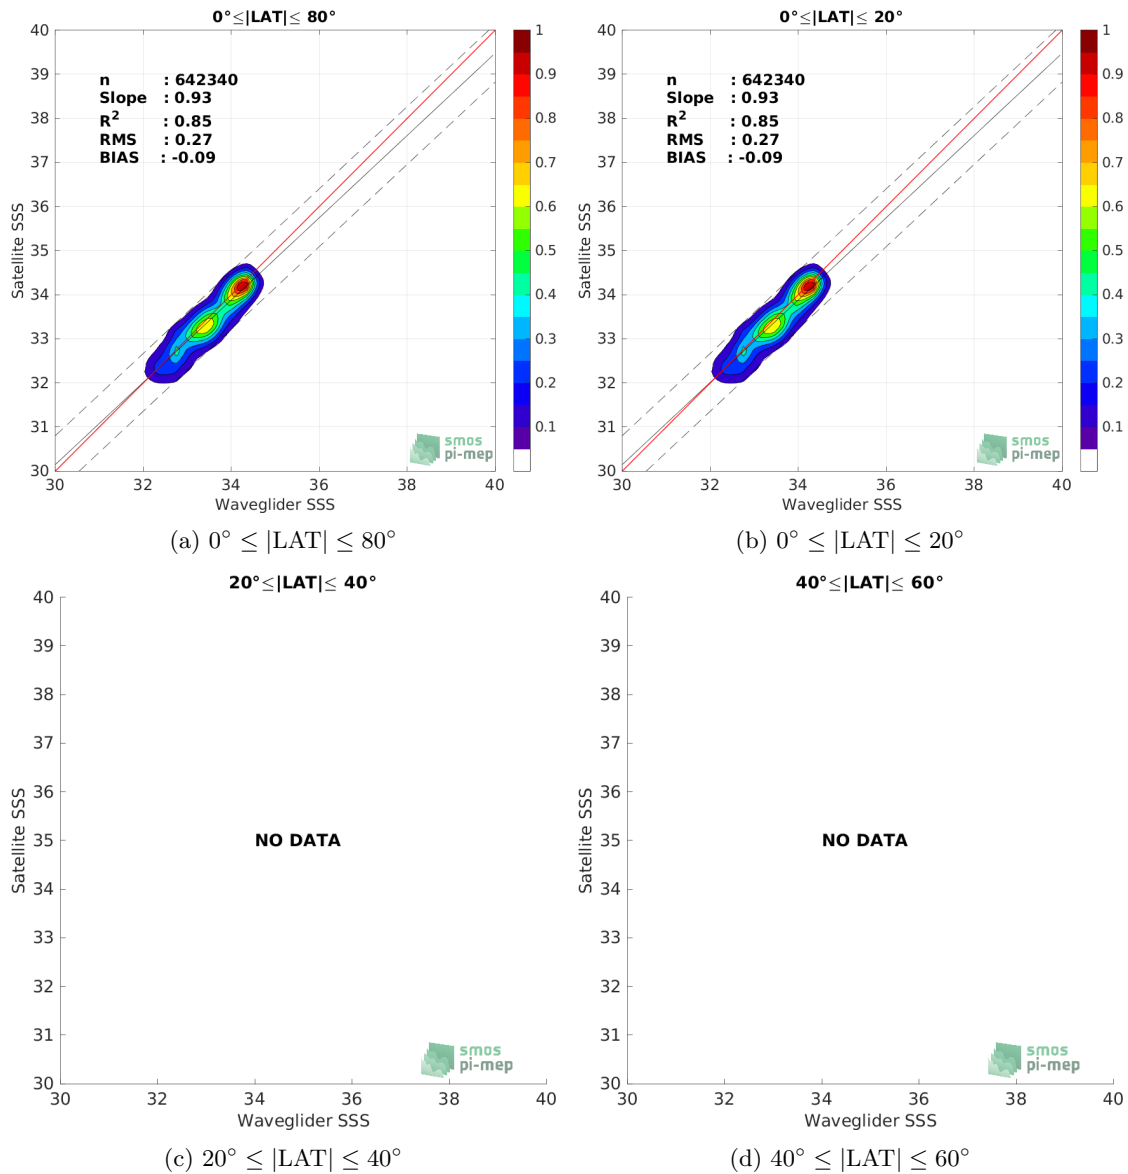 0°≤|LAT|≤ 80°
40
39
38
37
36
35
34
33
32
31
30
Satellite SSS
n : 642340
Slope : 0.93
R2 : 0.85
RMS : 0.27
BIAS : -0.09
1
0.9
0.8
0.7
0.6
0.5
0.4
0.3
0.2
0.1
smos
pi-mep
30 32 34 36 38 40
Waveglider SSS
(a) 0° ≤ |LAT| ≤ 80°
0°≤|LAT|≤ 20°
40
39
38
37
36
35
34
33
32
31
30
Satellite SSS
n : 642340
Slope : 0.93
R2 : 0.85
RMS : 0.27
BIAS : -0.09
1
0.9
0.8
0.7
0.6
0.5
0.4
0.3
0.2
0.1
smos
pi-mep
30 32 34 36 38 40
Waveglider SSS
(b) 0° ≤ |LAT| ≤ 20°
20°≤|LAT|≤ 40°
40
39
38
37
36
35
34
33
32
31
30
Satellite SSS
NO DATA
smos
pi-mep
30 32 34 36 38 40
Waveglider SSS
(c) 20° ≤ |LAT| ≤ 40°
40°≤|LAT|≤ 60°
40
39
38
37
36
35
34
33
32
31
30
Satellite SSS
NO DATA
smos
pi-mep
30 32 34 36 38 40
Waveglider SSS
(d) 40° ≤ |LAT| ≤ 60°